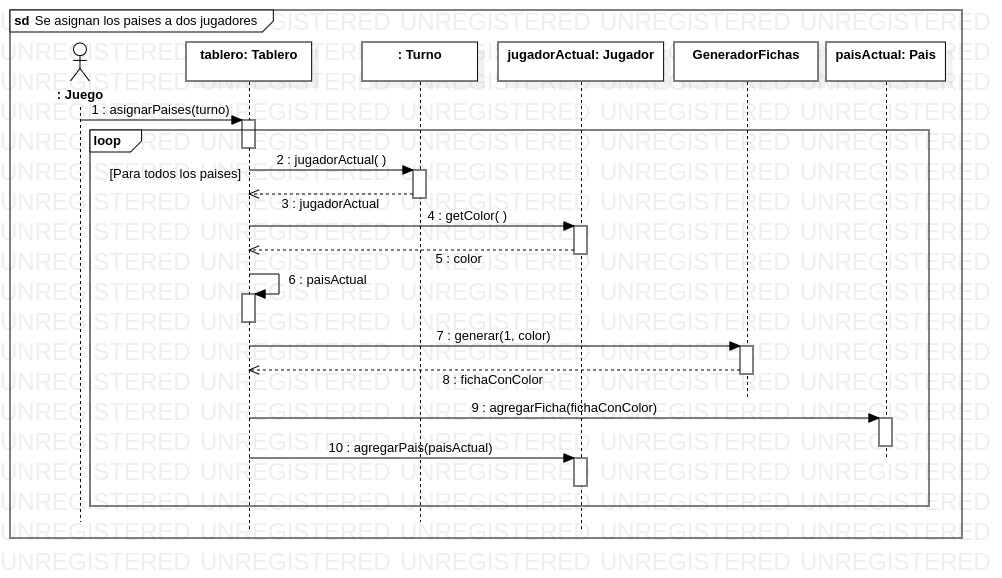 sd Se asignan los paises a dos jugadores
: Juego
tablero: Tablero
: Turno
jugadorActual: Jugador
GeneradorFichas
paisActual: Pais
1 : asignarPaises(turno)
loop
[Para todos los paises]
2 : jugadorActual( )
3 : jugadorActual
4 : getColor( )
5 : color
6 : paisActual
7 : generar(1, color)
8 : fichaConColor
9 : agregarFicha(fichaConColor)
10 : agregarPais(paisActual)
UNREGISTERED UNREGISTERED UNREGISTERED UNREGISTERED UNREGISTERED